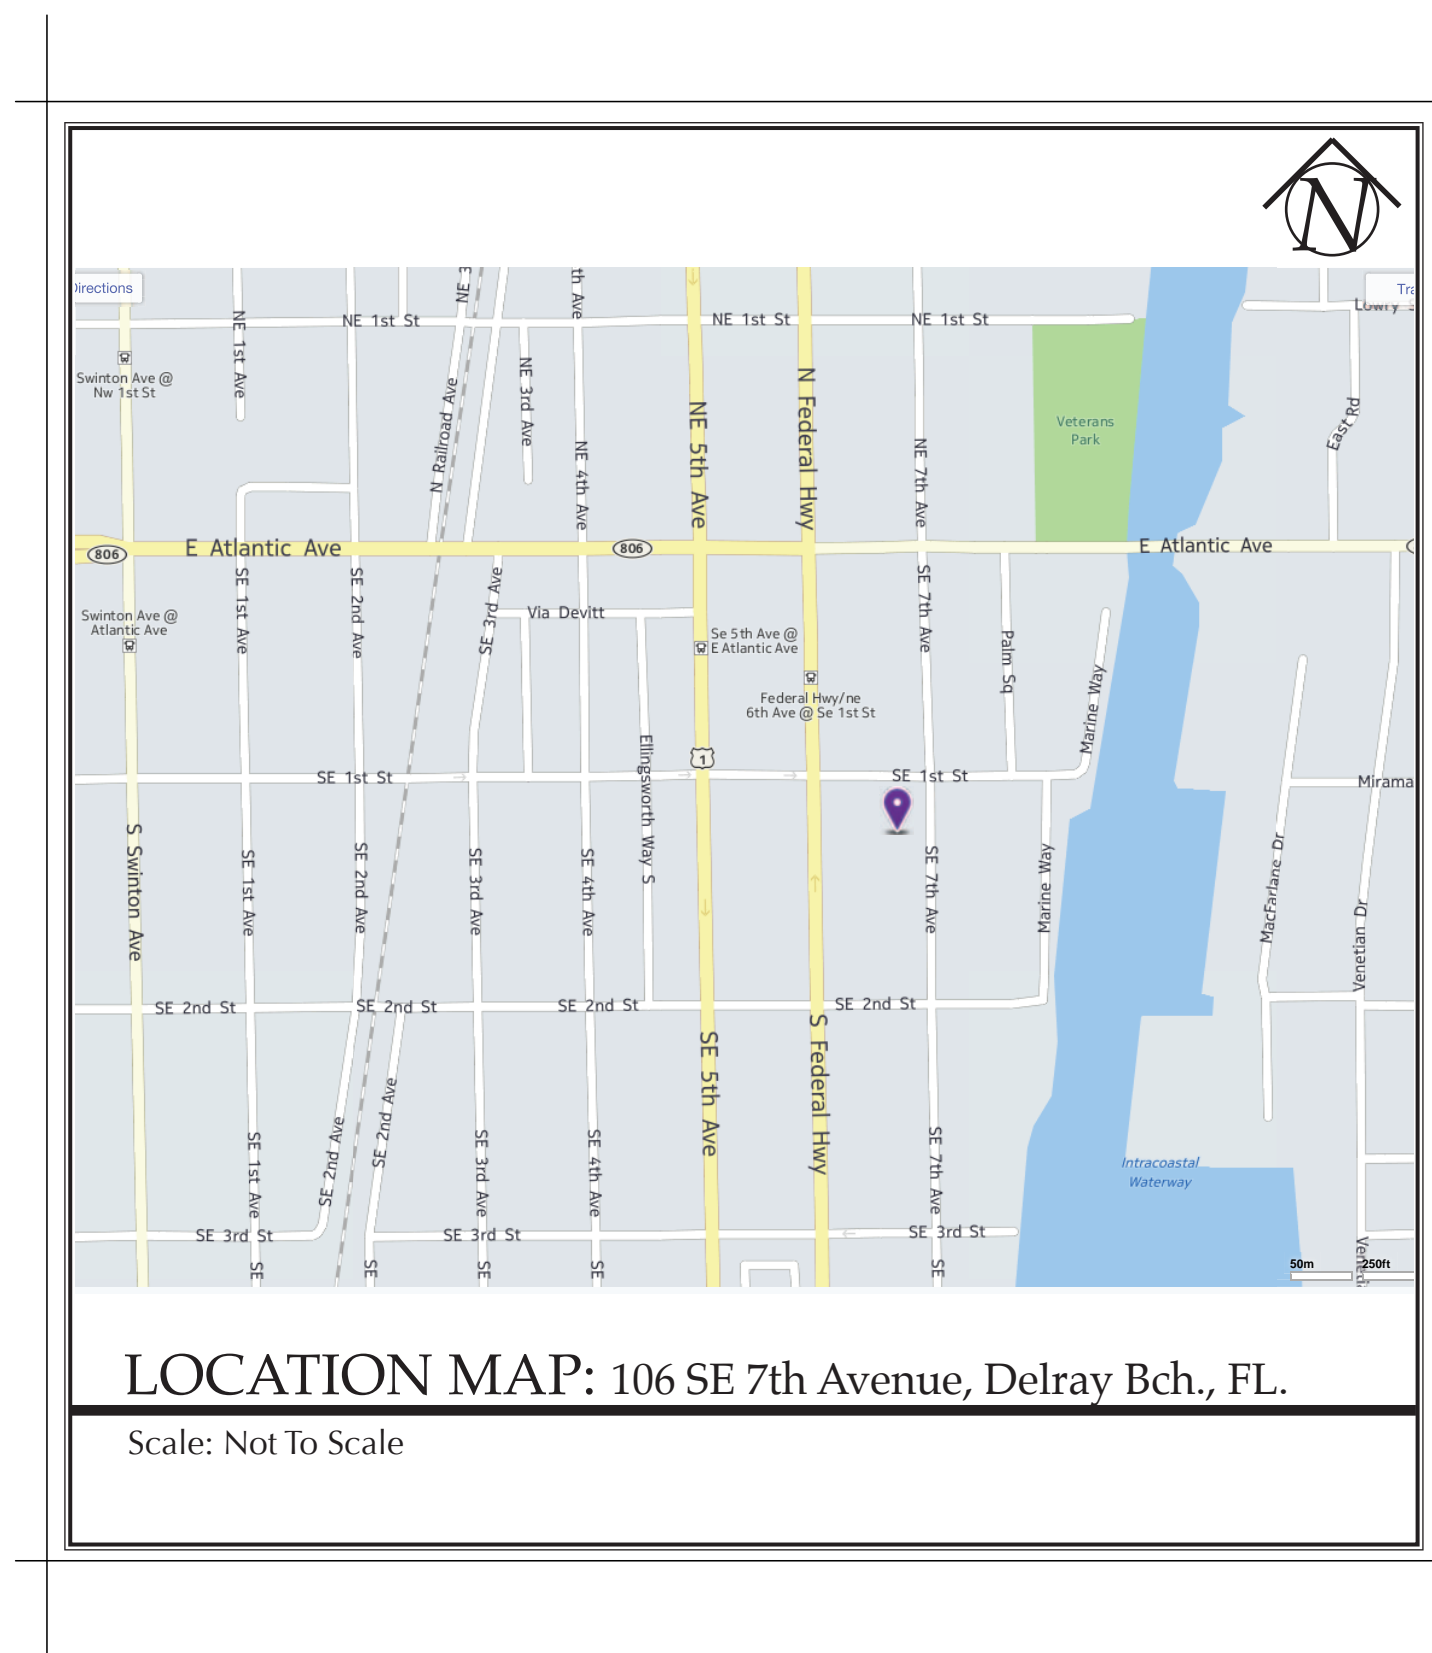 N
Directions
NE 1st St
NE 1st St
NE 1st St
Lowry
NE 1st Ave
NE
th Ave
Swinton Ave @
Nw 1st St
N Railroad Ave
NE 3rd Ave
NE 4th Ave
NE 5th Ave
N Federal Hwy
NE 7th Ave
Veterans
Park
East Rd
806
E Atlantic Ave
806
E Atlantic Ave
SE 1st Ave
SE 2nd Ave
SE 3rd Ave
Via Devitt
SE 7th Ave
Swinton Ave @
Atlantic Ave
Se 5th Ave @
E Atlantic Ave
Palm Sq
Marine Way
Federal Hwy/ne
6th Ave @ Se 1st St
1
SE 1st St
SE 1st St
Mirama
S Swinton Ave
SE 1st Ave
SE 2nd Ave
SE 3rd Ave
SE 4th Ave
Ellingsworth Way S
SE 7th Ave
Marine Way
MacFarlane Dr
Venetian Dr
SE 2nd St
SE 2nd St
SE 2nd St
SE 2nd St
SE 5th Ave
S Federal Hwy
SE 1st Ave
SE 2nd Ave
SE 2nd Ave
SE 3rd Ave
SE 4th Ave
SE 7th Ave
Intracoastal
Waterway
SE 3rd St
SE 3rd St
SE 3rd St
SE
SE
SE
SE
SE
50m
250ft
LOCATION MAP: 106 SE 7th Avenue, Delray Bch., FL.
Scale: Not To Scale